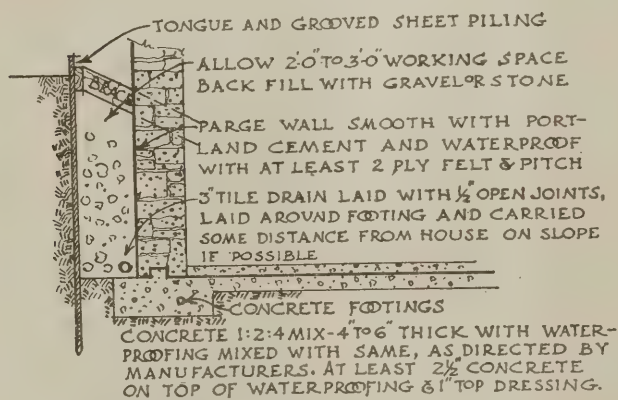 TONGUE AND GROOVED SHEET PILING
ALLOW 2'0" TO 3'0" WORKING SPACE
BACK FILL WITH GRAVEL OR STONE
BRACE
PARGE WALL SMOOTH WITH PORT-
LAND CEMENT AND WATERPROOF
WITH AT LEAST 2 PLY FELT & PITCH
3" TILE DRAIN LAID WITH ½" OPEN JOINTS,
LAID AROUND FOOTING AND CARRIED
SOME DISTANCE FROM HOUSE ON SLOPE
IF POSSIBLE
CONCRETE FOOTINGS
CONCRETE 1:2:4 MIX-4" TO 6" THICK WITH WATER-
PROOFING MIXED WITH SAME, AS DIRECTED BY
MANUFACTURERS. AT LEAST 2½" CONCRETE
ON TOP OF WATERPROOFING & 1" TOP DRESSING.